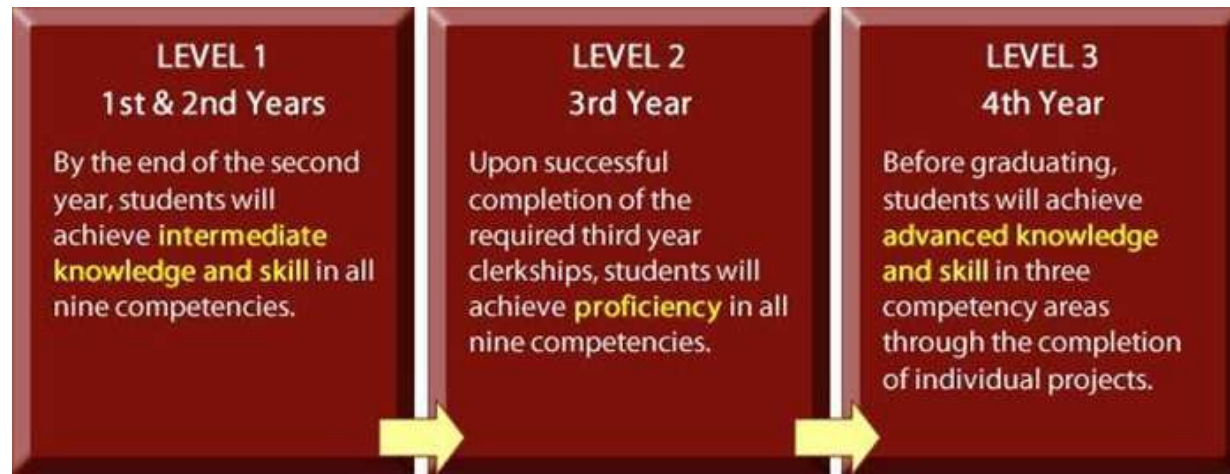 LEVEL 1
1st & 2nd Years
By the end of the second
year, students will
achieve intermediate
knowledge and skill in all
nine competencies.
LEVEL 2
3rd Year
Upon successful
completion of the
required third year
clerkships, students will
achieve proficiency in all
nine competencies.
LEVEL 3
4th Year
Before graduating,
students will achieve
advanced knowledge
and skill in three
competency areas
through the completion
of individual projects.